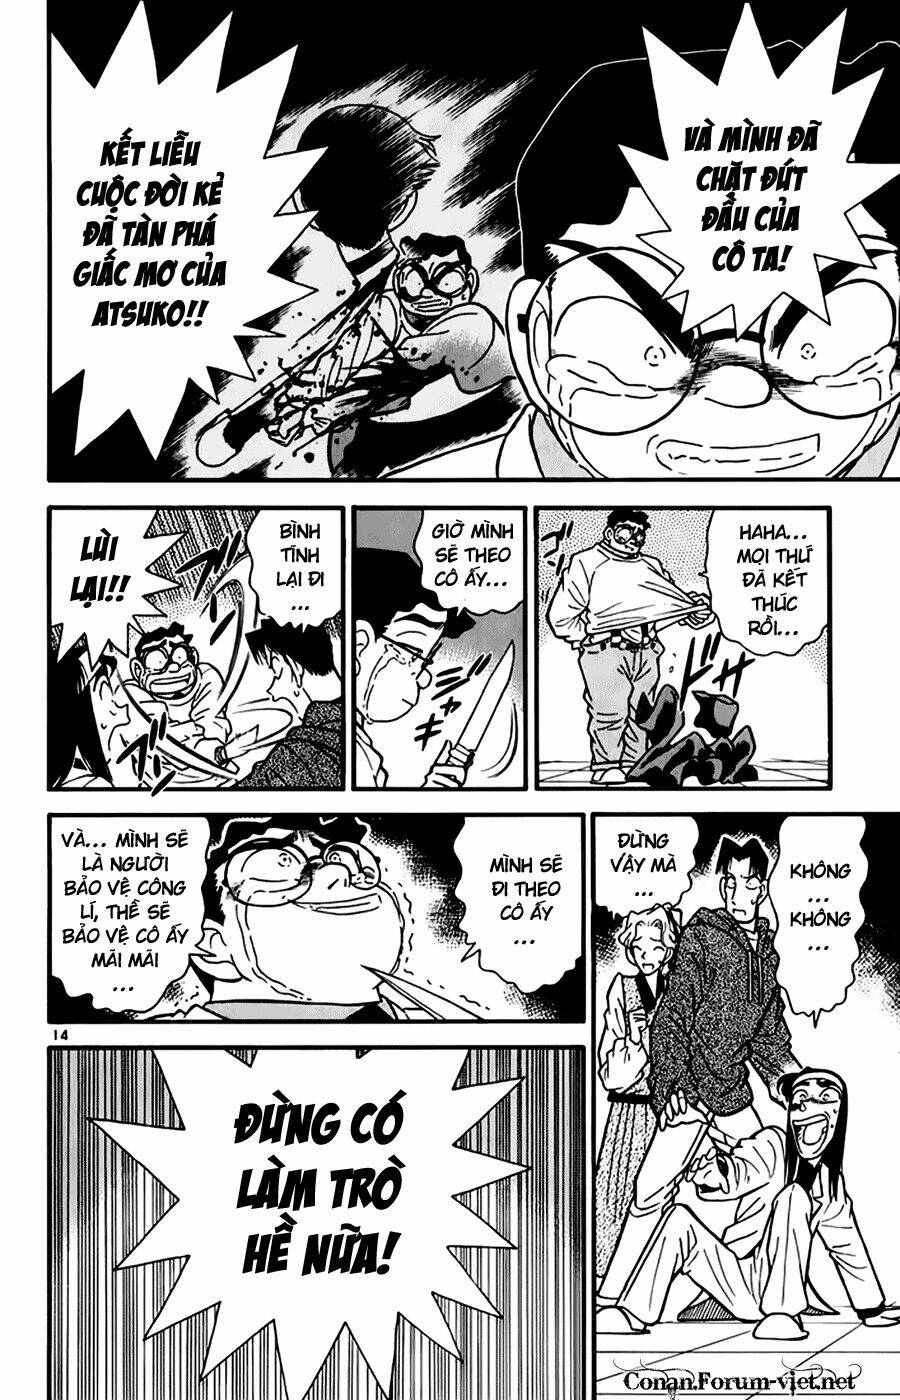 VÀ MÌNH ĐÃ
CHẶT ĐỨT
ĐẦU CỦA
CÔ TA!
KẾT LIỄU
CUỘC ĐỜI KẺ
ĐÃ TÀN PHÁ
GIẤC MƠ CỦA
ATSUKO!!
HAHA...
MỌI THỨ
ĐÃ KẾT
THÚC
RỒI...
GIỜ MÌNH
SẼ THEO
CÔ ẤY...
BÌNH
TĨNH
LẠI ĐI
...
LÙI
LẠI!!
KHÔNG
...
KHÔNG
...
ĐỪNG
VẬY MÀ
...
MÌNH SẼ
ĐI THEO
CÔ ẤY
...
VÀ... MÌNH SẼ
LÀ NGƯỜI
BẢO VỆ CÔNG
LÍ, THỀ SẼ
BẢO VỆ CÔ ẤY
MÃI MÃI
...
14
ĐỪNG CÓ
LÀM TRÒ
HỀ NỮA!
Conan.Forum-viet.net